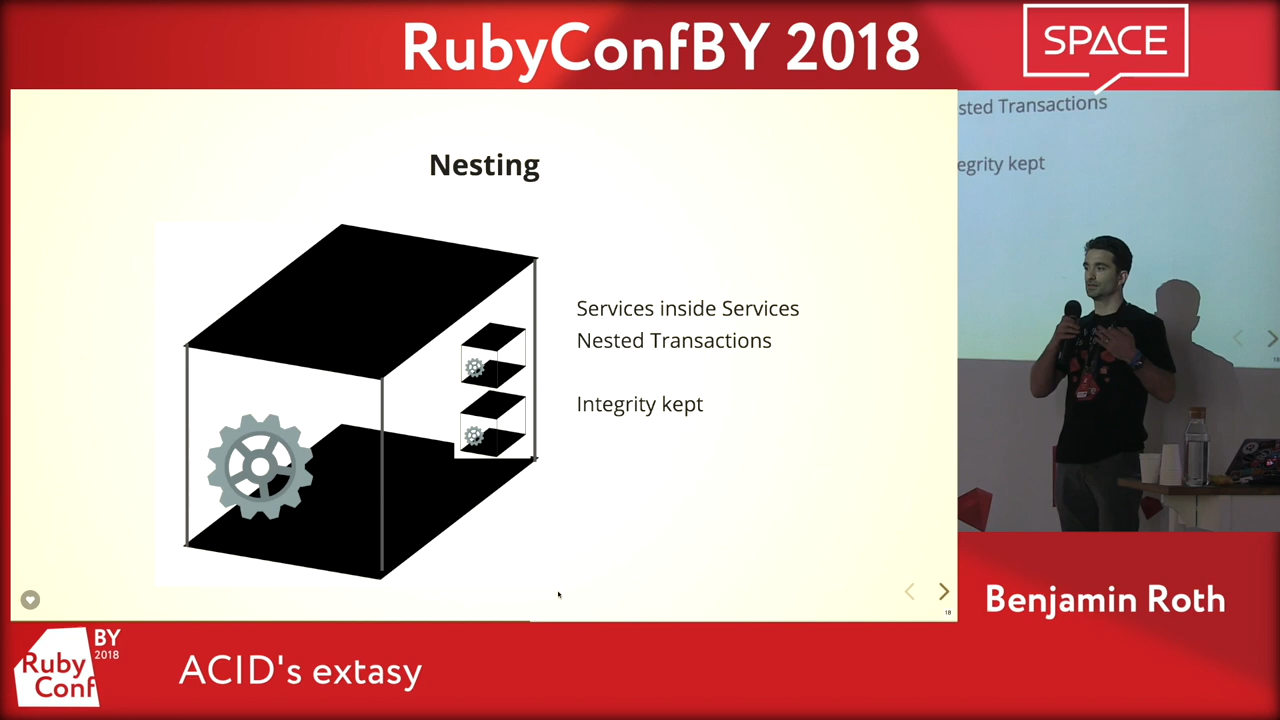 RubyConfBY 2018
SPACE
Nesting
Services inside Services
Nested Transactions
Integrity kept
18
sted Transactions
egrity kept
Benjamin Roth
Ruby
Conf
BY
2018
ACID's extasy